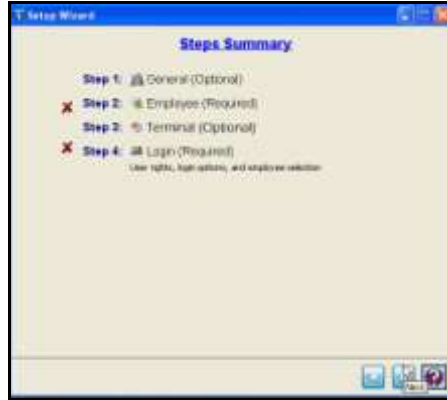 Setup Wizard
Steps Summary
Step 1: General (Optional)
Step 2: Employee (Required)
Step 3: Terminal (Optional)
Step 4: Login (Required)
User rights, login options, and employee selection
Next